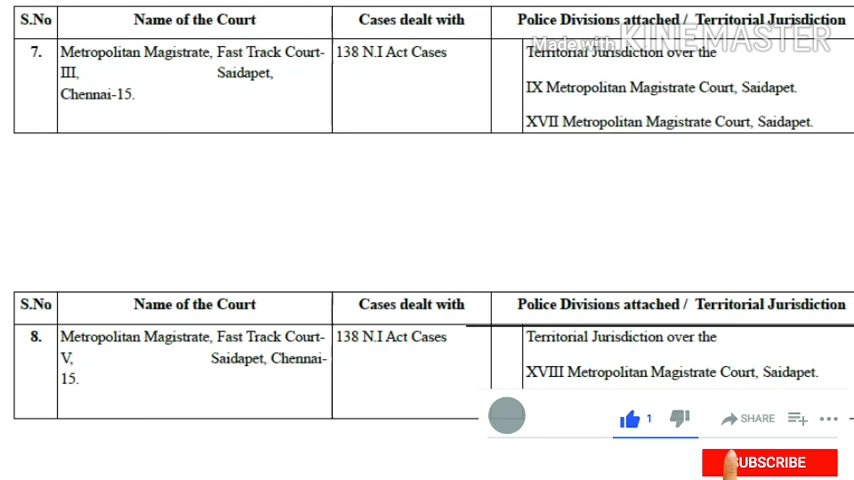 S.No Name of the Court Cases dealt with Police Divisions attached / Territorial Jurisdiction
Made with KINEMASTER
7. Metropolitan Magistrate, Fast Track Court- 138 N.I Act Cases Territorial Jurisdiction over the
III, Saidapet,
IX Metropolitan Magistrate Court, Saidapet.
Chennai-15.
XVII Metropolitan Magistrate Court, Saidapet.
S.No Name of the Court Cases dealt with Police Divisions attached / Territorial Jurisdiction
8. Metropolitan Magistrate, Fast Track Court- 138 N.I Act Cases Territorial Jurisdiction over the
V, Saidapet, Chennai-
XVIII Metropolitan Magistrate Court, Saidapet.
15.
1 SHARE
SUBSCRIBE